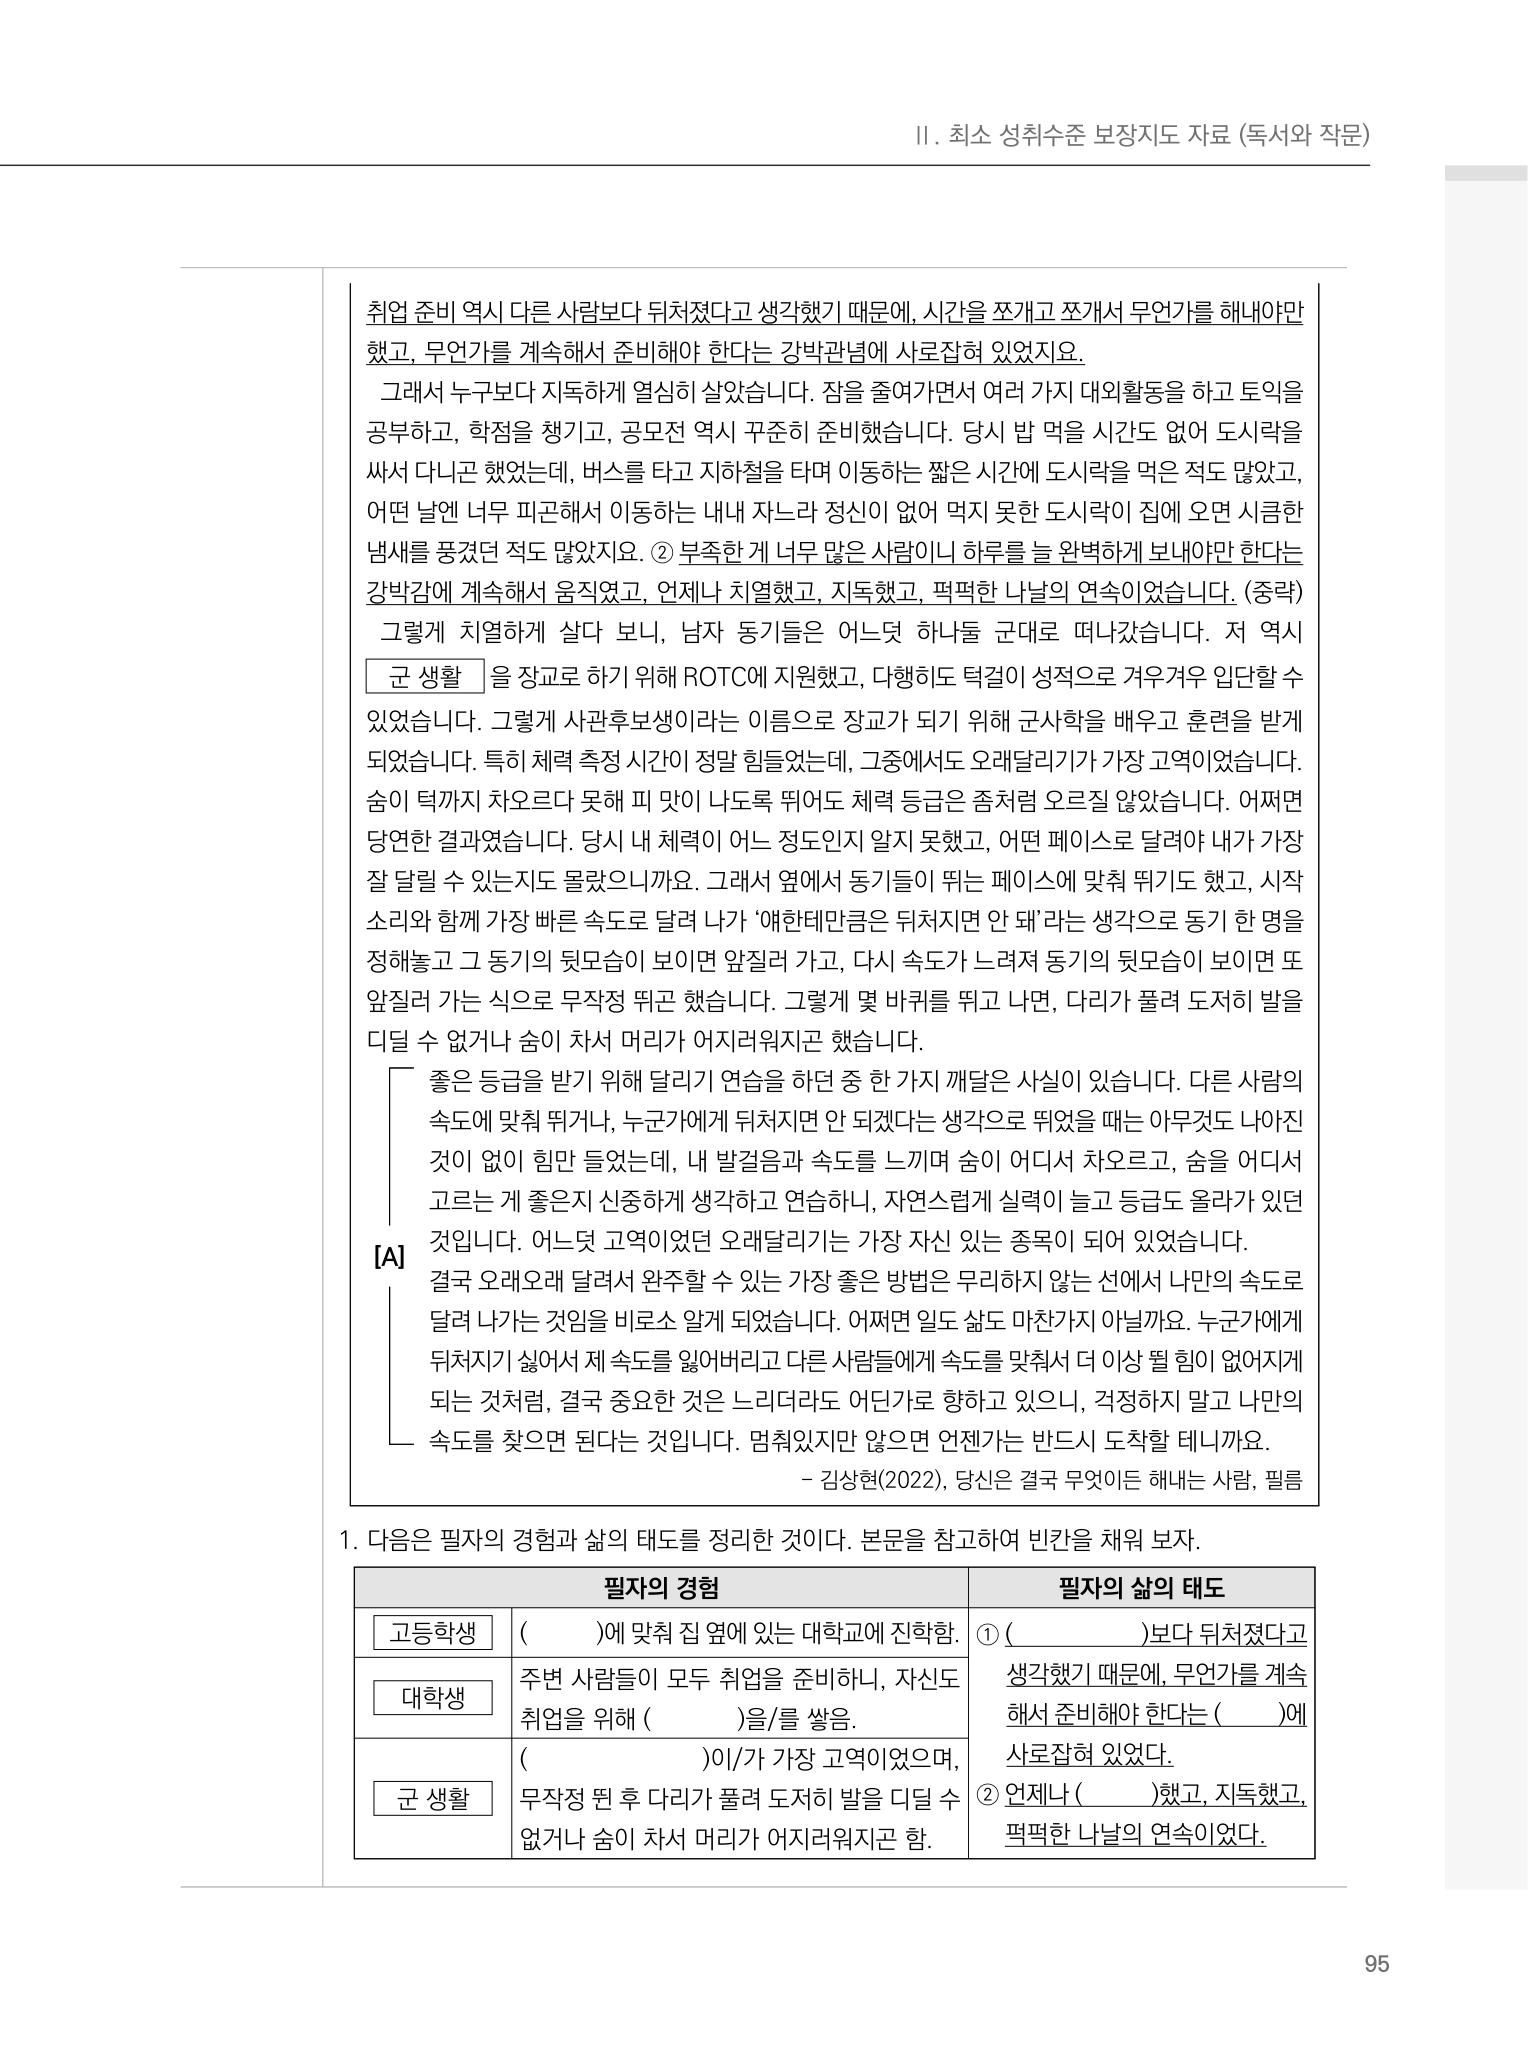 Ⅱ. 최소 성취수준 보장지도 자료 (독서와 작문)
취업 준비 역시 다른 사람보다 뒤처졌다고 생각했기 때문에, 시간을 쪼개고 쪼개서 무언가를 해내야만
했고, 무언가를 계속해서 준비해야 한다는 강박관념에 사로잡혀 있었지요.
그래서 누구보다 지독하게 열심히 살았습니다. 잠을 줄여가면서 여러 가지 대외활동을 하고 토익을
공부하고, 학점을 챙기고, 공모전 역시 꾸준히 준비했습니다. 당시 밥 먹을 시간도 없어 도시락을
싸서 다니곤 했었는데, 버스를 타고 지하철을 타며 이동하는 짧은 시간에 도시락을 먹은 적도 많았고,
어떤 날엔 너무 피곤해서 이동하는 내내 자느라 정신이 없어 먹지 못한 도시락이 집에 오면 시큼한
냄새를 풍겼던 적도 많았지요. ② 부족한 게 너무 많은 사람이니 하루를 늘 완벽하게 보내야만 한다는
강박감에 계속해서 움직였고, 언제나 치열했고, 지독했고, 퍽퍽한 나날의 연속이었습니다. (중략)
그렇게 치열하게 살다 보니, 남자 동기들은 어느덧 하나둘 군대로 떠나갔습니다. 저 역시
군 생활 을 장교로 하기 위해 ROTC에 지원했고, 다행히도 턱걸이 성적으로 겨우겨우 입단할 수
있었습니다. 그렇게 사관후보생이라는 이름으로 장교가 되기 위해 군사학을 배우고 훈련을 받게
되었습니다. 특히 체력 측정 시간이 정말 힘들었는데, 그중에서도 오래달리기가 가장 고역이었습니다.
숨이 턱까지 차오르다 못해 피 맛이 나도록 뛰어도 체력 등급은 좀처럼 오르질 않았습니다. 어쩌면
당연한 결과였습니다. 당시 내 체력이 어느 정도인지 알지 못했고, 어떤 페이스로 달려야 내가 가장
잘 달릴 수 있는지도 몰랐으니까요. 그래서 옆에서 동기들이 뛰는 페이스에 맞춰 뛰기도 했고, 시작
소리와 함께 가장 빠른 속도로 달려 나가 ‘얘한테만큼은 뒤처지면 안 돼’라는 생각으로 동기 한 명을
정해놓고 그 동기의 뒷모습이 보이면 앞질러 가고, 다시 속도가 느려져 동기의 뒷모습이 보이면 또
앞질러 가는 식으로 무작정 뛰곤 했습니다. 그렇게 몇 바퀴를 뛰고 나면, 다리가 풀려 도저히 발을
디딜 수 없거나 숨이 차서 머리가 어지러워지곤 했습니다.
좋은 등급을 받기 위해 달리기 연습을 하던 중 한 가지 깨달은 사실이 있습니다. 다른 사람의
속도에 맞춰 뛰거나, 누군가에게 뒤처지면 안 되겠다는 생각으로 뛰었을 때는 아무것도 나아진
것이 없이 힘만 들었는데, 내 발걸음과 속도를 느끼며 숨이 어디서 차오르고, 숨을 어디서
고르는 게 좋은지 신중하게 생각하고 연습하니, 자연스럽게 실력이 늘고 등급도 올라가 있던
[A] 것입니다. 어느덧 고역이었던 오래달리기는 가장 자신 있는 종목이 되어 있었습니다.
결국 오래오래 달려서 완주할 수 있는 가장 좋은 방법은 무리하지 않는 선에서 나만의 속도로
달려 나가는 것임을 비로소 알게 되었습니다. 어쩌면 일도 삶도 마찬가지 아닐까요. 누군가에게
뒤처지기 싫어서 제 속도를 잃어버리고 다른 사람들에게 속도를 맞춰서 더 이상 뛸 힘이 없어지게
되는 것처럼, 결국 중요한 것은 느리더라도 어딘가로 향하고 있으니, 걱정하지 말고 나만의
속도를 찾으면 된다는 것입니다. 멈춰있지만 않으면 언젠가는 반드시 도착할 테니까요.
– 김상현(2022), 당신은 결국 무엇이든 해내는 사람, 필름
1. 다음은 필자의 경험과 삶의 태도를 정리한 것이다. 본문을 참고하여 빈칸을 채워 보자.
필자의 경험
필자의 삶의 태도
고등학생
( )에 맞춰 집 옆에 있는 대학교에 진학함.
대학생
주변 사람들이 모두 취업을 준비하니, 자신도
취업을 위해 ( )을/를 쌓음.
군 생활
( )이/가 가장 고역이었으며,
무작정 뛴 후 다리가 풀려 도저히 발을 디딜 수
없거나 숨이 차서 머리가 어지러워지곤 함.
① ( )보다 뒤처졌다고
생각했기 때문에, 무언가를 계속
해서 준비해야 한다는 ( )에
사로잡혀 있었다.
② 언제나 ( )했고, 지독했고,
퍽퍽한 나날의 연속이었다.
95